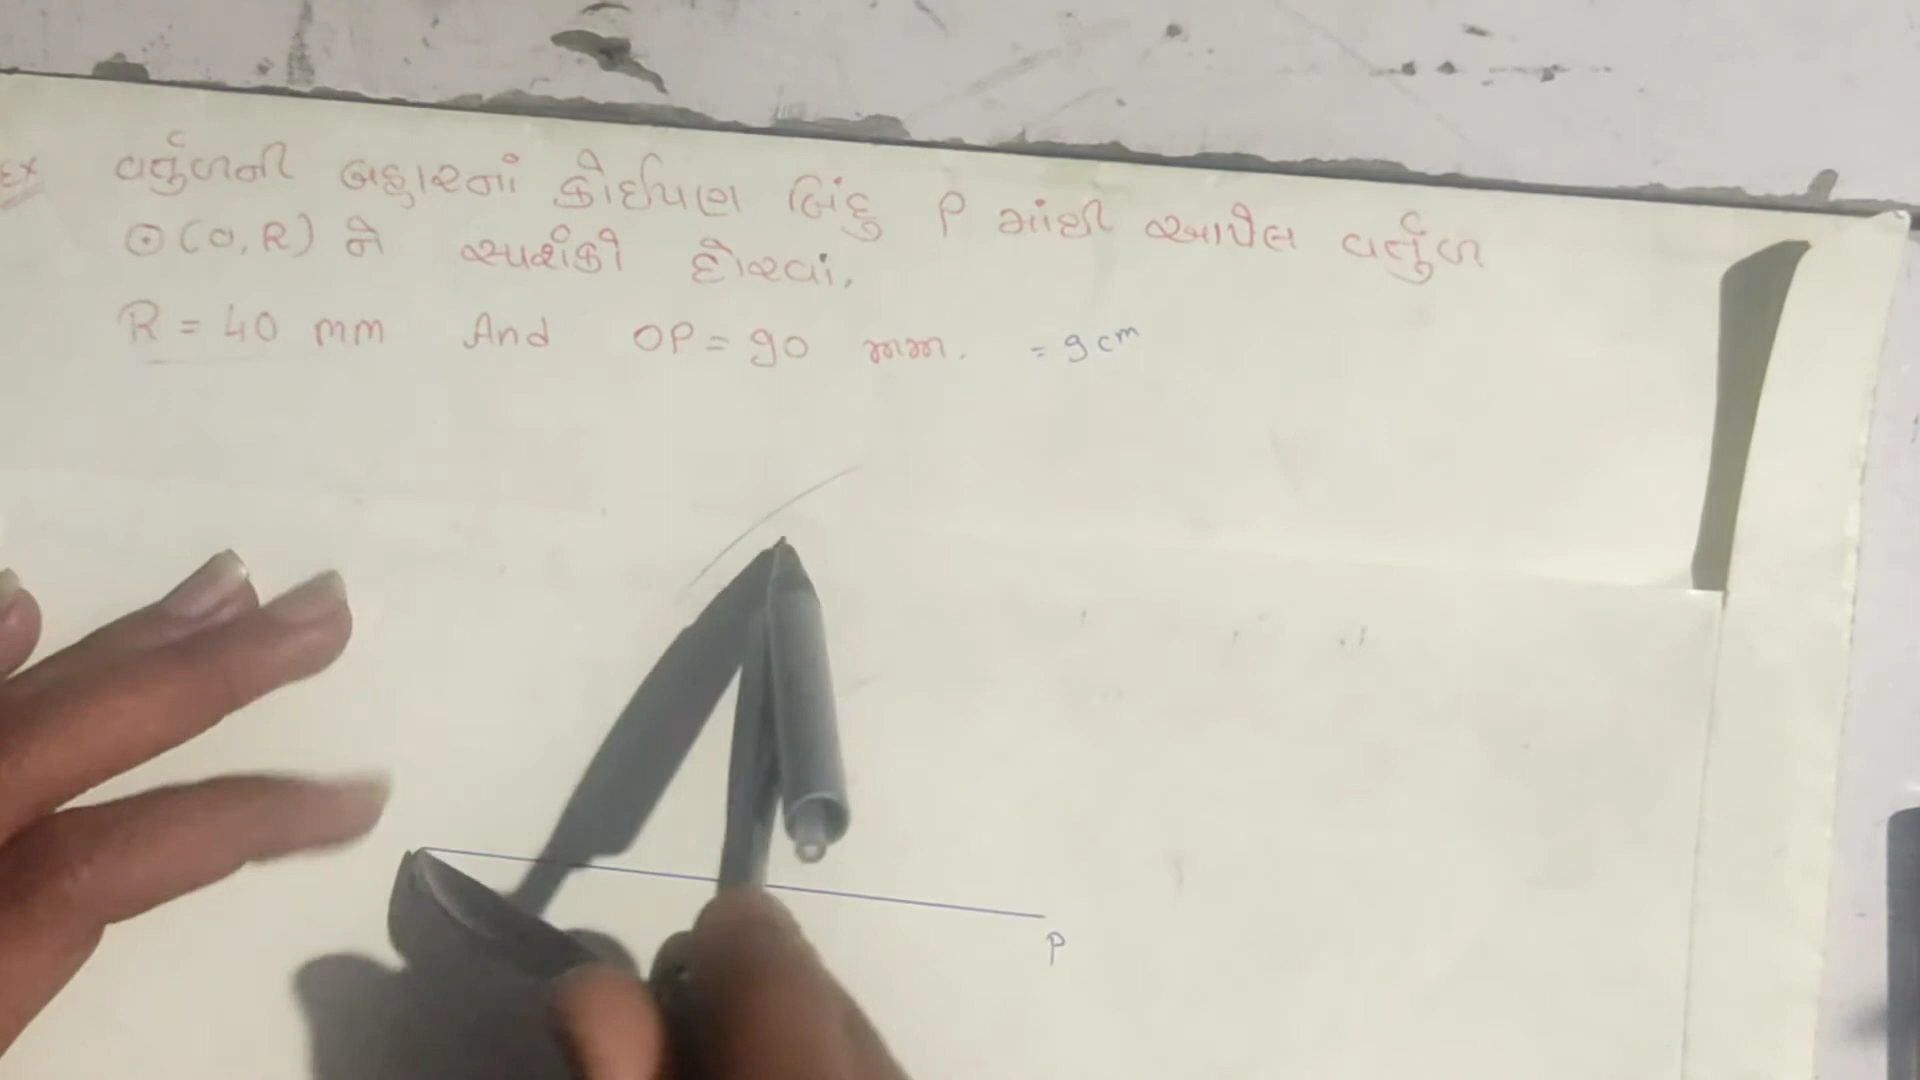 Ex વર્તુળની બહારનાં કોઈપણ બિંદુ P માંથી આપેલ વર્તુળ
⊙(O,R) ને સ્પર્શકો દોરવાં.
R = 40 mm And OP = 90 mm. = 9 cm
P